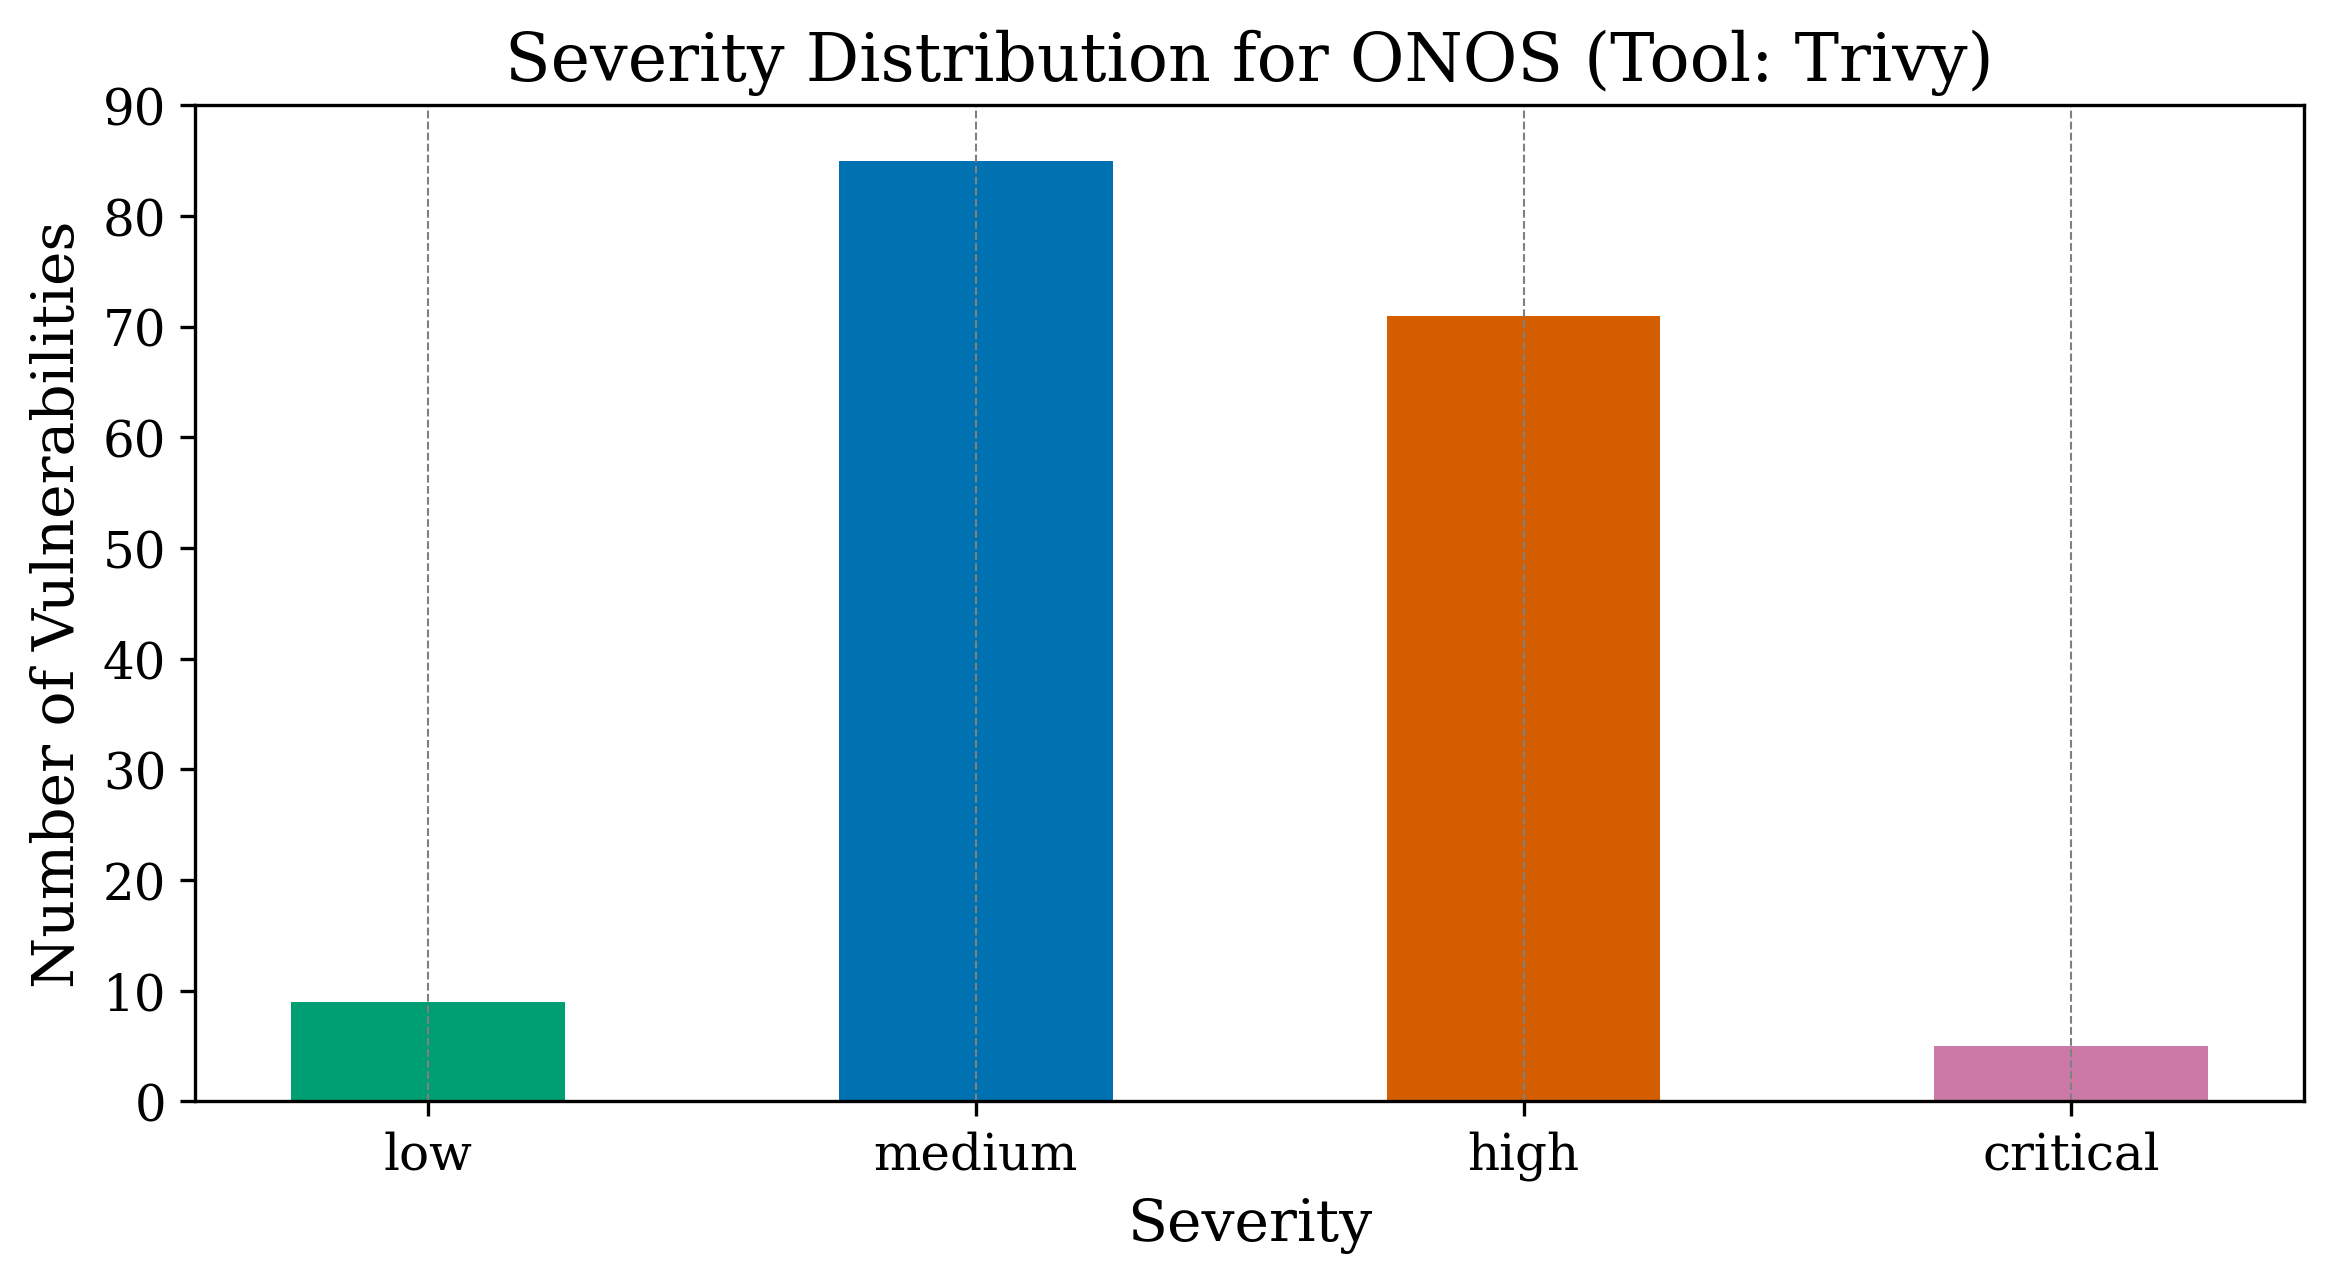 Severity Distribution for ONOS (Tool: Trivy)
Number of Vulnerabilities
90
80
70
60
50
40
30
20
10
0
low medium high critical
Severity